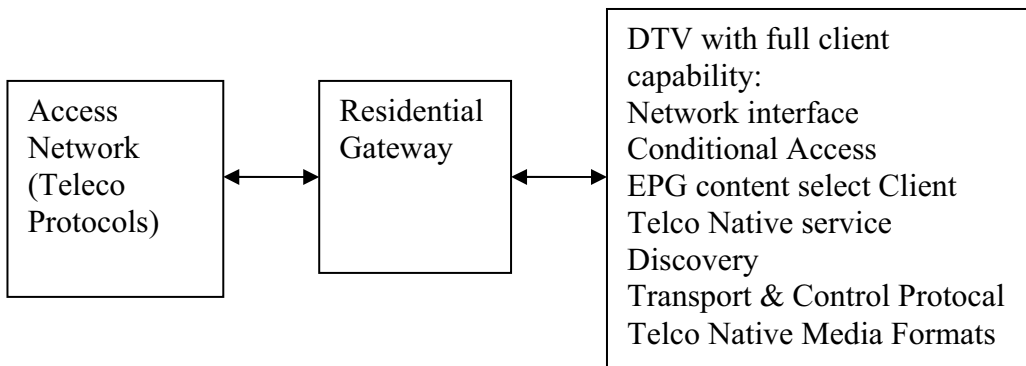 Access
Network
(Teleco
Protocols)
Residential
Gateway
DTV with full client
capability:
Network interface
Conditional Access
EPG content select Client
Telco Native service
Discovery
Transport & Control Protocal
Telco Native Media Formats